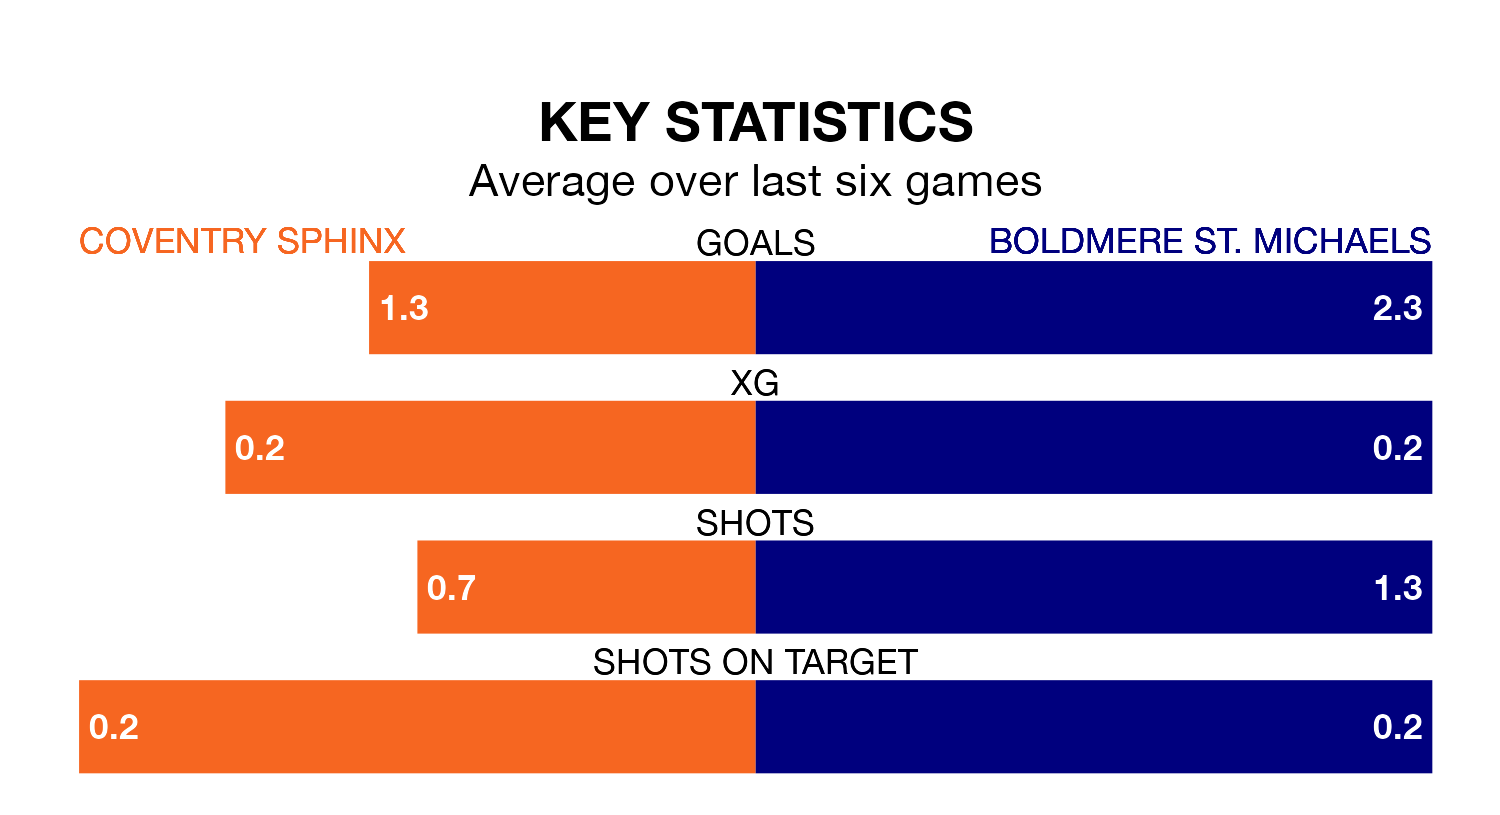 KEY STATISTICS
Average over last six games
COVENTRY SPHINX GOALS BOLDMERE ST. MICHAELS
1.3 2.3
XG
0.2 0.2
SHOTS
0.7 1.3
SHOTS ON TARGET
0.2 0.2